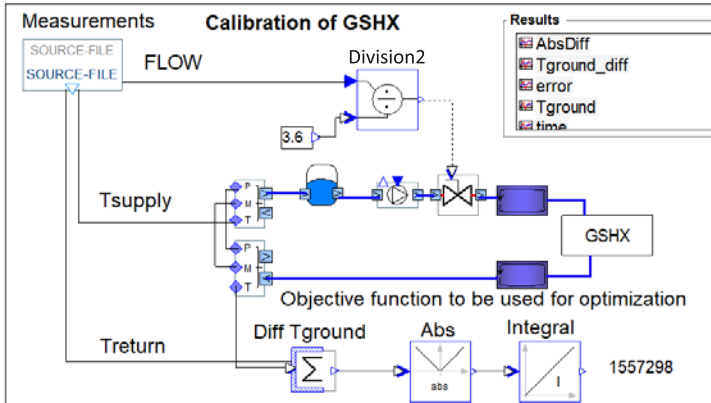 Measurements
Calibration of GSHX
Results
SOURCE-FILE
SOURCE-FILE
FLOW
Division2
AbsDiff
Tground_diff
error
Tground
time
3.6
Tsupply
P
M
T
GSHX
P
M
T
Objective function to be used for optimization
Diff Tground
Abs
Integral
Treturn
Σ
abs
I
1557298